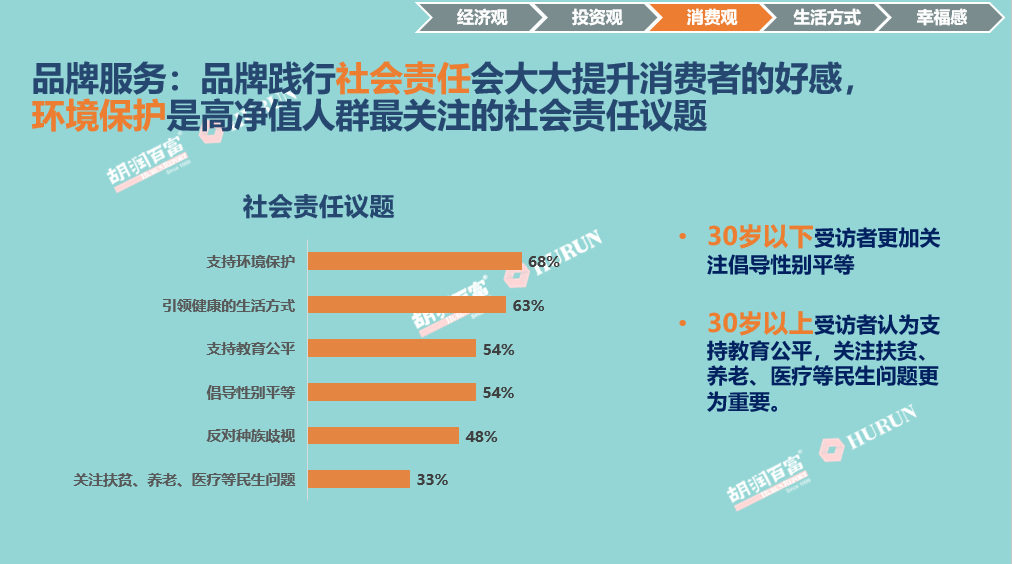 经济观
投资观
消费观
生活方式
幸福感
品牌服务：品牌践行社会责任会大大提升消费者的好感，
环境保护是高净值人群最关注的社会责任议题
胡润百富
Since 1999
社会责任议题
支持环境保护 68%
引领健康的生活方式 63%
支持教育公平 54%
倡导性别平等 54%
反对种族歧视 48%
关注扶贫、养老、医疗等民生问题 33%
胡润百富
HURUN
• 30岁以下受访者更加关
注倡导性别平等
• 30岁以上受访者认为支
持教育公平，关注扶贫、
养老、医疗等民生问题更
为重要。
胡润百富
Since 1999
HURUN